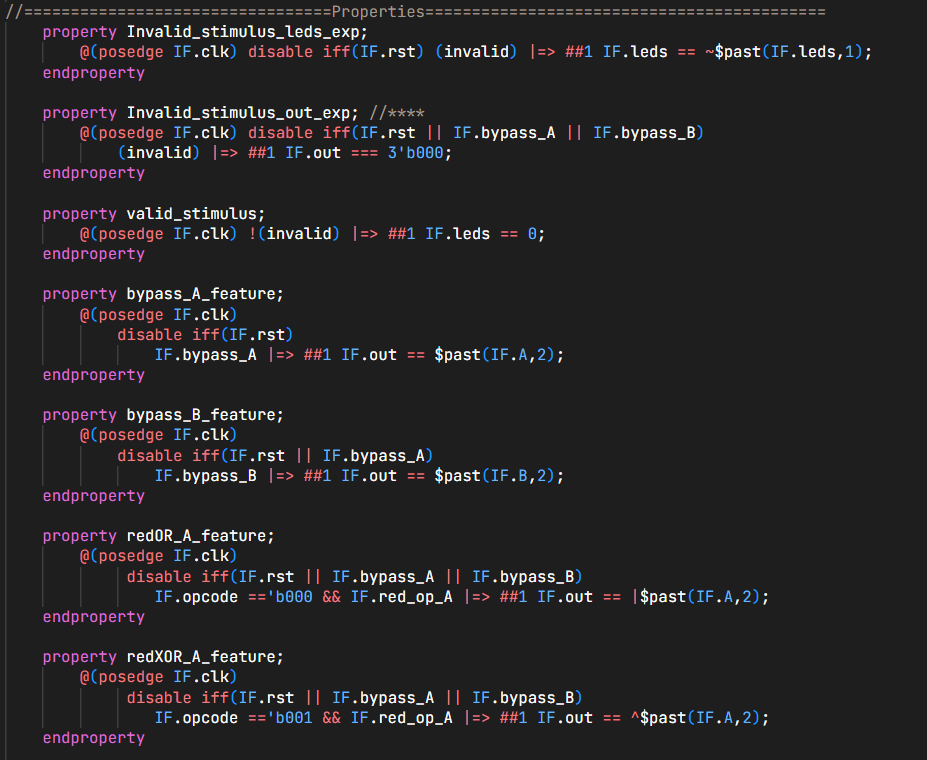 //=================================Properties===========================================
property Invalid_stimulus_leds_exp;
@(posedge IF.clk) disable iff(IF.rst) (invalid) |=> ##1 IF.leds == ~$past(IF.leds,1);
endproperty
property Invalid_stimulus_out_exp; //****
@(posedge IF.clk) disable iff(IF.rst || IF.bypass_A || IF.bypass_B)
(invalid) |=> ##1 IF.out === 3'b000;
endproperty
property valid_stimulus;
@(posedge IF.clk) !(invalid) |=> ##1 IF.leds == 0;
endproperty
property bypass_A_feature;
@(posedge IF.clk)
disable iff(IF.rst)
IF.bypass_A |=> ##1 IF.out == $past(IF.A,2);
endproperty
property bypass_B_feature;
@(posedge IF.clk)
disable iff(IF.rst || IF.bypass_A)
IF.bypass_B |=> ##1 IF.out == $past(IF.B,2);
endproperty
property redOR_A_feature;
@(posedge IF.clk)
disable iff(IF.rst || IF.bypass_A || IF.bypass_B)
IF.opcode =='b000 && IF.red_op_A |=> ##1 IF.out == |$past(IF.A,2);
endproperty
property redXOR_A_feature;
@(posedge IF.clk)
disable iff(IF.rst || IF.bypass_A || IF.bypass_B)
IF.opcode =='b001 && IF.red_op_A |=> ##1 IF.out == ^$past(IF.A,2);
endproperty